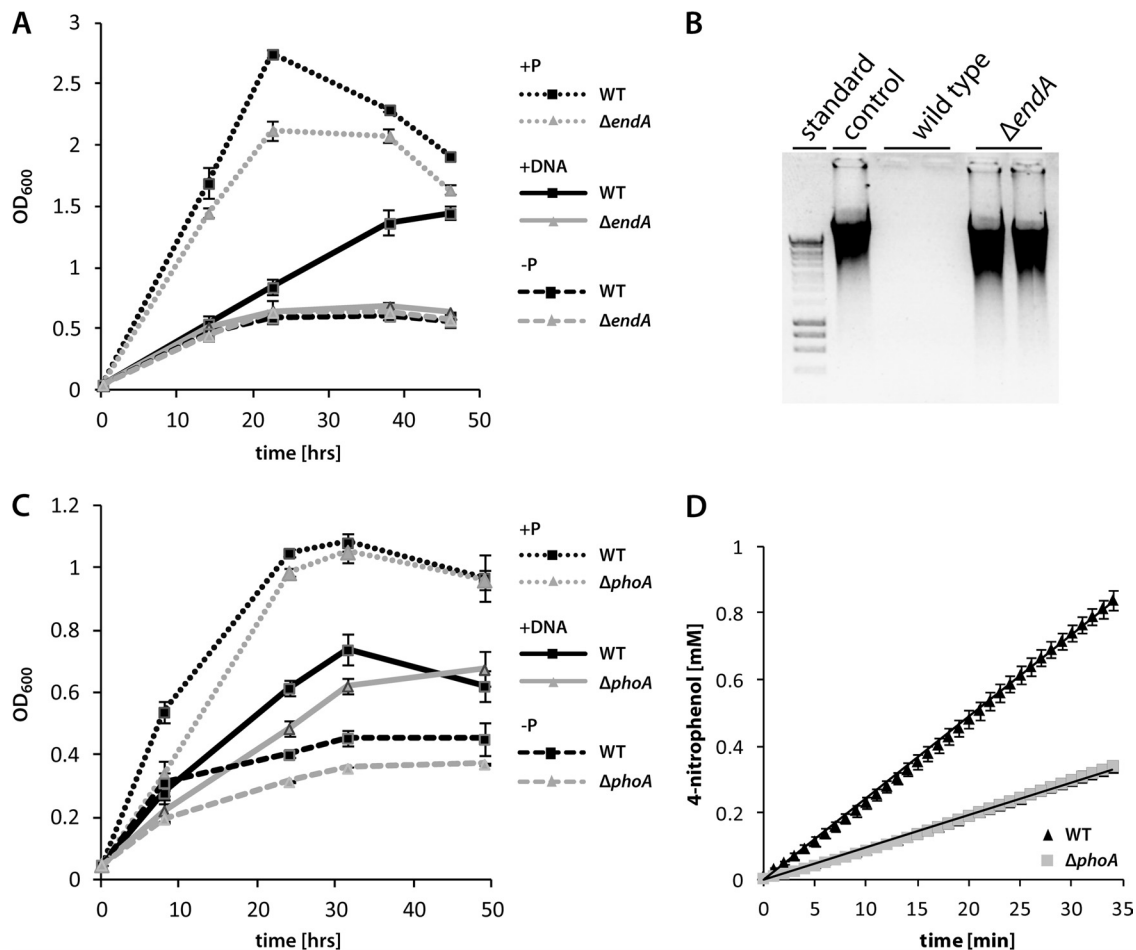 A
3
2.5
2
1.5
1
0.5
0
OD600
0 10 20 30 40 50
time [hrs]
+P
WT
ΔendA
+DNA
WT
ΔendA
-P
WT
ΔendA
B
standard
control
wild type
ΔendA
C
1.2
1
0.8
0.6
0.4
0.2
0
OD600
0 10 20 30 40 50
time [hrs]
+P
WT
ΔphoA
+DNA
WT
ΔphoA
-P
WT
ΔphoA
D
1
0.8
0.6
0.4
0.2
0
4-nitrophenol [mM]
0 5 10 15 20 25 30 35
time [min]
WT
ΔphoA